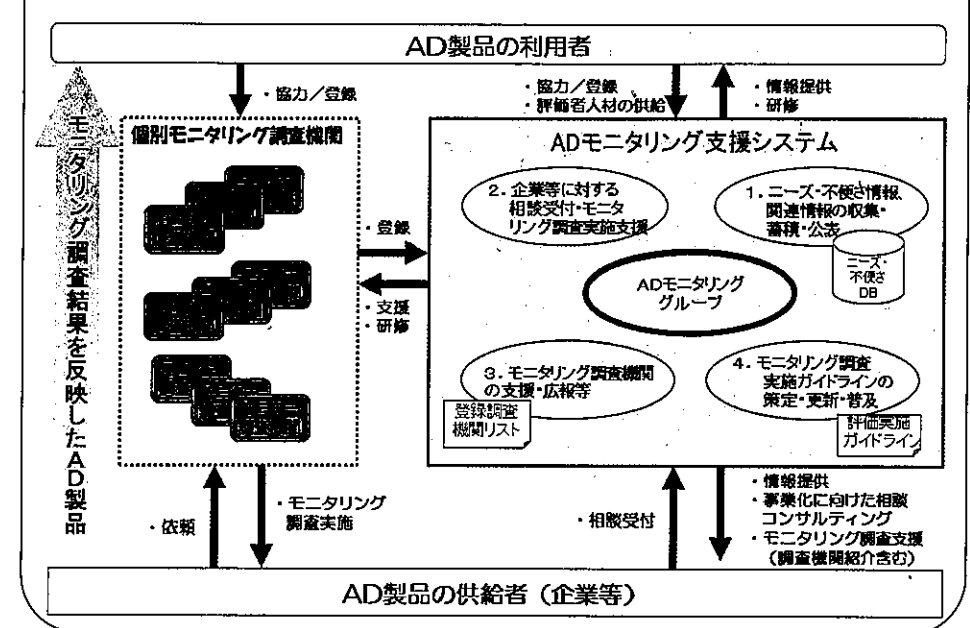 AD製品の利用者
・協力/登録
・協力/登録
・評価者人材の供給
・情報提供
・研修
モニタリング調査結果を反映したAD製品
個別モニタリング調査機関
・登録
・支援
・研修
ADモニタリング支援システム
2. 企業等に対する
相談受付・モニタ
リング調査実施支援
1. ニーズ・不便さ情報、
関連情報の収集・
蓄積・公表
ニーズ・
不便さ
DB
ADモニタリング
グループ
3. モニタリング調査機関
の支援・広報等
登録調査
機関リスト
4. モニタリング調査
実施ガイドラインの
策定・更新・普及
評価実施
ガイドライン
・依頼
・モニタリング
調査実施
・相談受付
・情報提供
・事業化に向けた相談
コンサルティング
・モニタリング調査支援
(調査機関紹介含む)
AD製品の供給者(企業等)